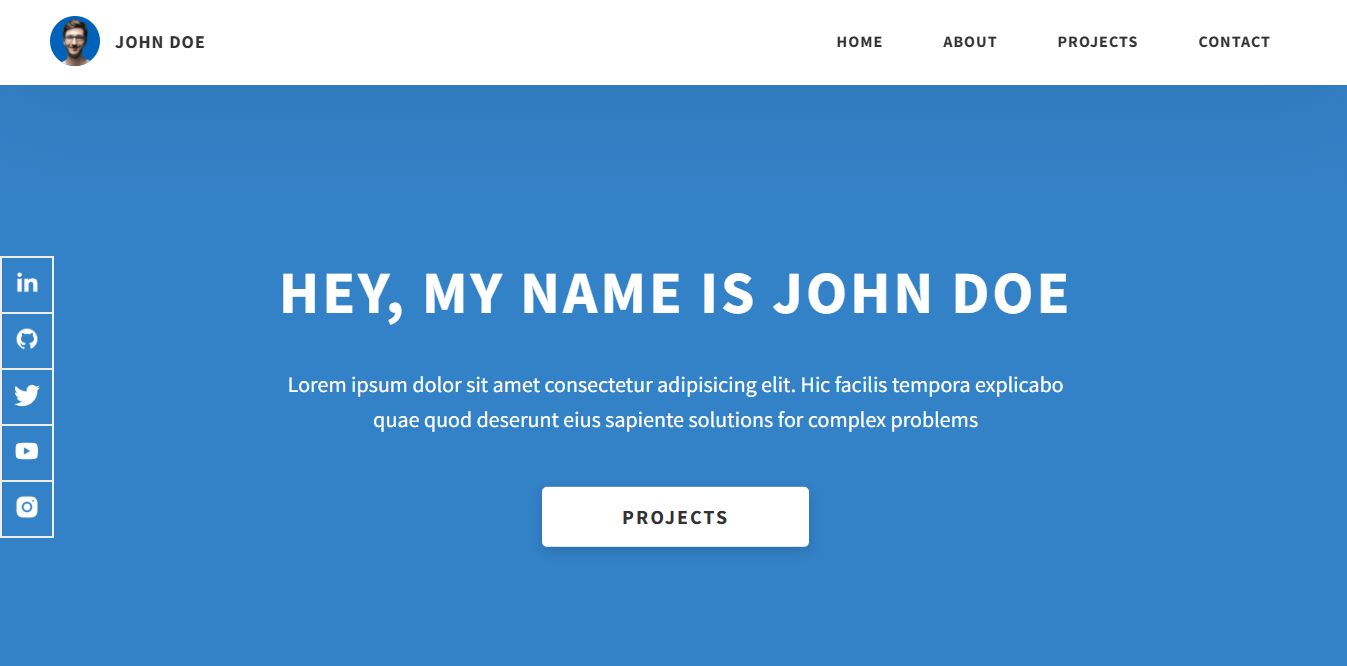 JOHN DOE
HOME
ABOUT
PROJECTS
CONTACT
HEY, MY NAME IS JOHN DOE
Lorem ipsum dolor sit amet consectetur adipisicing elit. Hic facilis tempora explicabo
quae quod deserunt eius sapiente solutions for complex problems
PROJECTS
in